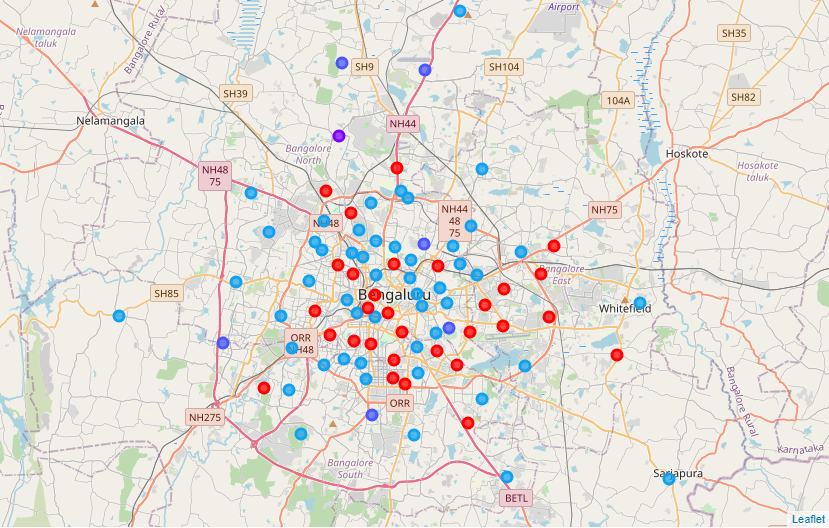 Airport
SH35
Nelamangala
taluk
Bangalore Rural
SH9
SH104
SH39
104A
SH82
Nelamangala
NH44
Bangalore
North
Hoskote
NH48
75
Hosakote
taluk
NH44
48
75
NH75
Bangalore
East
SH85
Bengaluru
Whitefield
ORR
NH275
ORR
Bangalore Rural
Karnataka
Bangalore
South
Sarjapura
BETL
Leaflet